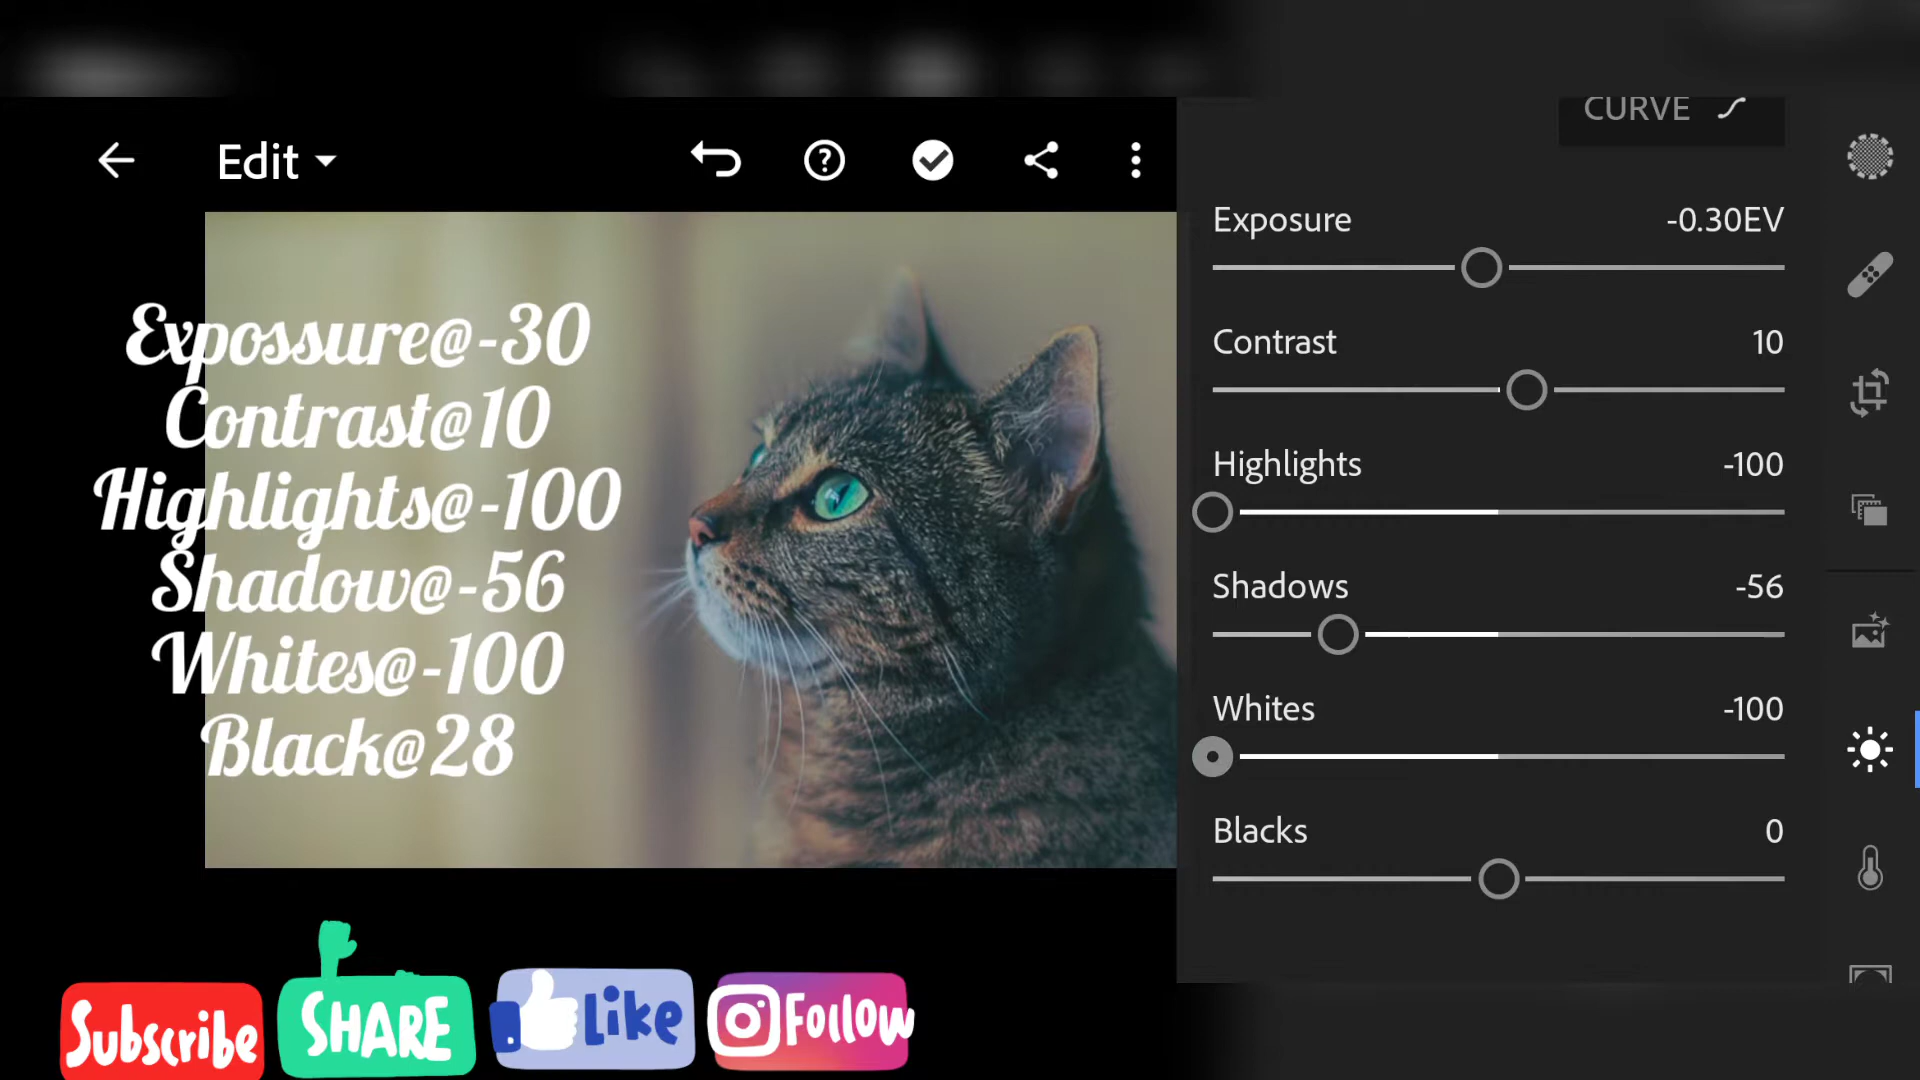 CURVE
Edit
Exposure -0.30EV
Contrast 10
Highlights -100
Shadows -56
Whites -100
Blacks 0
Expossure@-30
Contrast@10
Highlights@-100
Shadow@-56
Whites@-100
Black@28
Subscribe
SHARE
Like
Follow